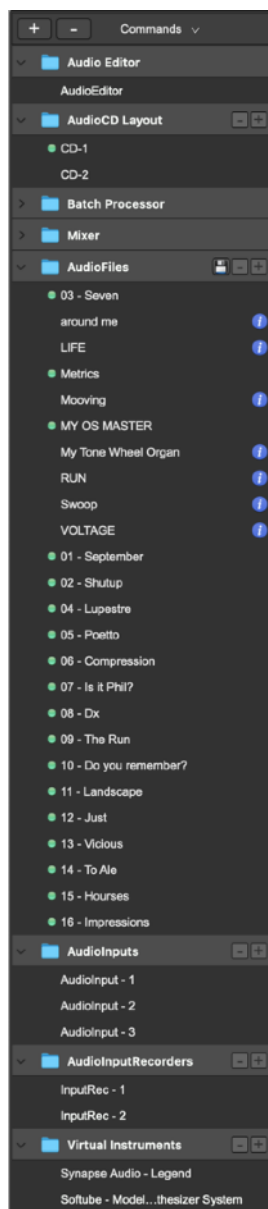 + - Commands
Audio Editor
AudioEditor
AudioCD Layout - +
CD-1
CD-2
Batch Processor
Mixer
AudioFiles - +
03 - Seven
around me i
LIFE i
Metrics
Mooving i
MY OS MASTER
My Tone Wheel Organ i
RUN i
Swoop i
VOLTAGE i
01 - September
02 - Shutup
04 - Lupestre
05 - Poetto
06 - Compression
07 - Is it Phil?
08 - Dx
09 - The Run
10 - Do you remember?
11 - Landscape
12 - Just
13 - Vicious
14 - To Ale
15 - Hourses
16 - Impressions
AudioInputs - +
AudioInput - 1
AudioInput - 2
AudioInput - 3
AudioInputRecorders - +
InputRec - 1
InputRec - 2
Virtual Instruments - +
Synapse Audio - Legend
Softube - Model...thesizer System